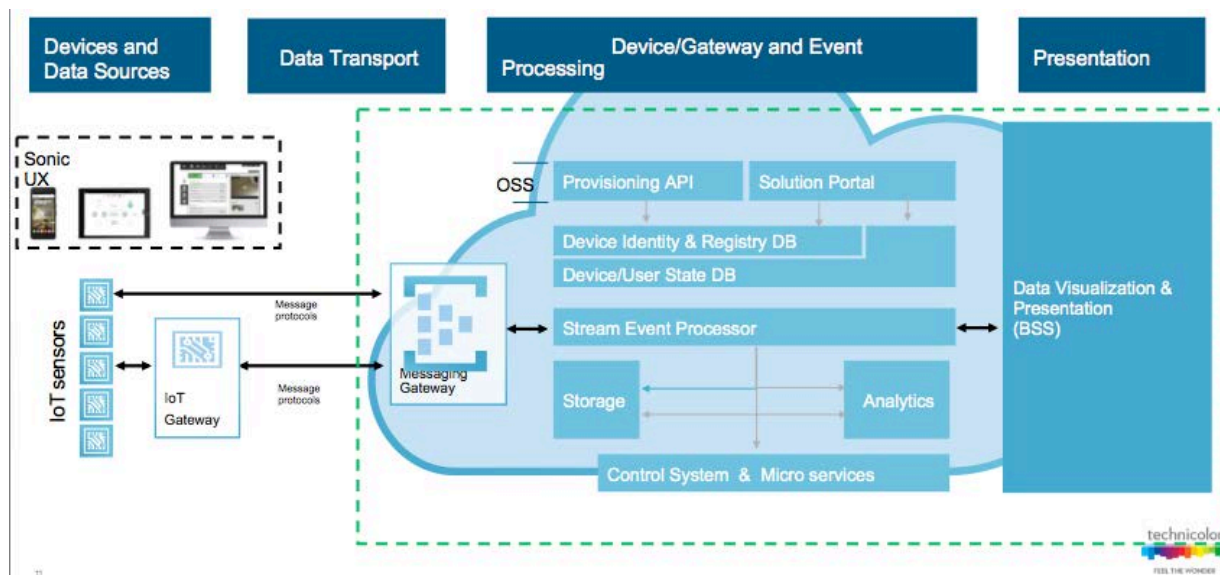 Devices and
Data Sources
Data Transport
Device/Gateway and Event
Processing
Presentation
Sonic
UX
OSS
Provisioning API
Solution Portal
Device Identity & Registry DB
Device/User State DB
IoT sensors
Message
protocols
IoT
Gateway
Message
protocols
Messaging
Gateway
Stream Event Processor
Storage
Analytics
Control System & Micro services
Data Visualization &
Presentation
(BSS)
technicolor
FEEL THE WONDER